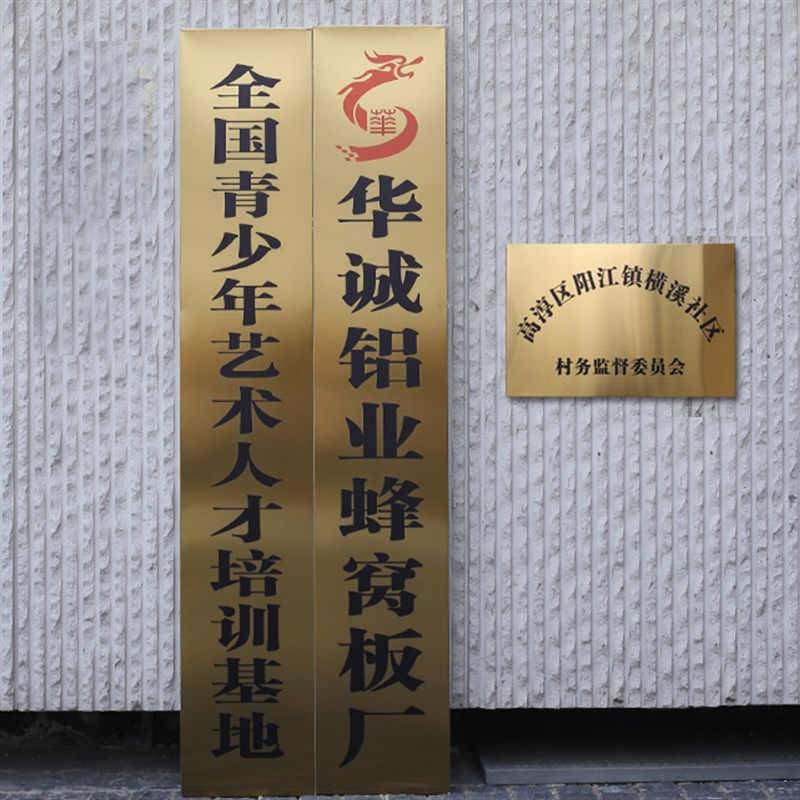 全国青少年艺术人才培训基地
華
华诚铝业蜂窝板厂
高淳区阳江镇横溪社区
村务监督委员会